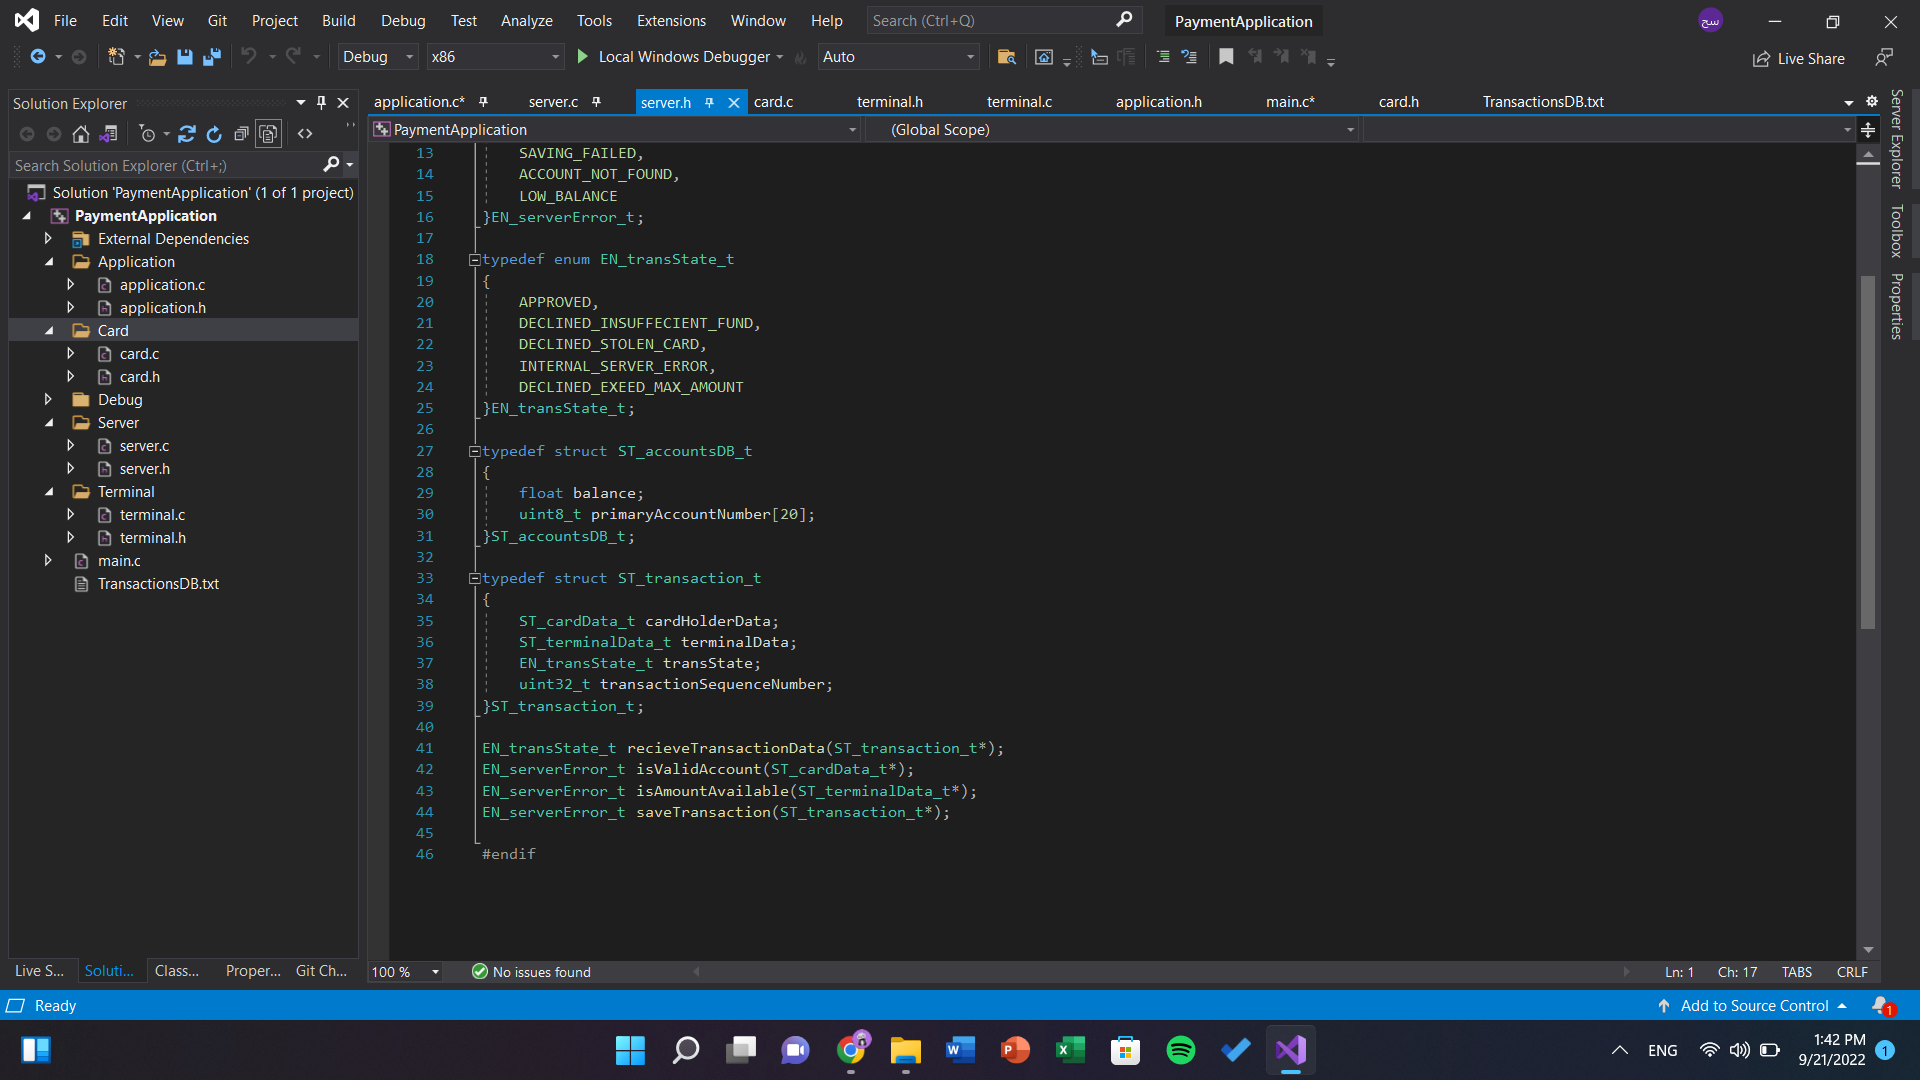 File Edit View Git Project Build Debug Test Analyze Tools Extensions Window Help Search (Ctrl+Q) PaymentApplication سح
Debug x86 Local Windows Debugger Auto Live Share
Solution Explorer
Search Solution Explorer (Ctrl+;)
Solution 'PaymentApplication' (1 of 1 project)
PaymentApplication
External Dependencies
Application
application.c
application.h
Card
card.c
card.h
Debug
Server
server.c
server.h
Terminal
terminal.c
terminal.h
main.c
TransactionsDB.txt
Live S... Soluti... Class... Proper... Git Ch...
application.c* server.c server.h card.c terminal.h terminal.c application.h main.c* card.h TransactionsDB.txt
PaymentApplication (Global Scope)
13 SAVING_FAILED,
14 ACCOUNT_NOT_FOUND,
15 LOW_BALANCE
16 }EN_serverError_t;
17
18 typedef enum EN_transState_t
19 {
20 APPROVED,
21 DECLINED_INSUFFECIENT_FUND,
22 DECLINED_STOLEN_CARD,
23 INTERNAL_SERVER_ERROR,
24 DECLINED_EXEED_MAX_AMOUNT
25 }EN_transState_t;
26
27 typedef struct ST_accountsDB_t
28 {
29 float balance;
30 uint8_t primaryAccountNumber[20];
31 }ST_accountsDB_t;
32
33 typedef struct ST_transaction_t
34 {
35 ST_cardData_t cardHolderData;
36 ST_terminalData_t terminalData;
37 EN_transState_t transState;
38 uint32_t transactionSequenceNumber;
39 }ST_transaction_t;
40
41 EN_transState_t recieveTransactionData(ST_transaction_t*);
42 EN_serverError_t isValidAccount(ST_cardData_t*);
43 EN_serverError_t isAmountAvailable(ST_terminalData_t*);
44 EN_serverError_t saveTransaction(ST_transaction_t*);
45
46 #endif
100 % No issues found Ln: 1 Ch: 17 TABS CRLF
Server Explorer
Toolbox
Properties
Ready Add to Source Control 1
ENG 1:42 PM
9/21/2022 1